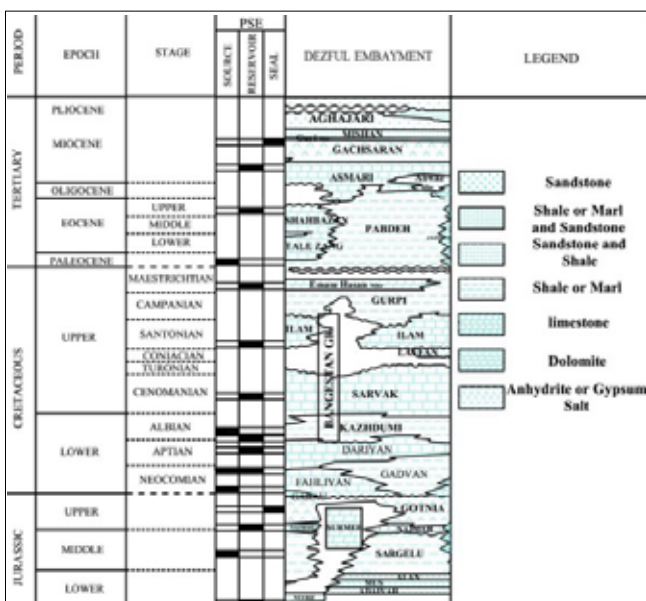 PERIOD
EPOCH
STAGE
PSE
SOURCE
RESERVOIR
SEAL
DEZFUL EMBAYMENT
LEGEND
TERTIARY
PLIOCENE
MIOCENE
OLIGOCENE
EOCENE
UPPER
MIDDLE
LOWER
PALEOCENE
AGHAJARI
MISHAN
GACHSARAN
ASMARI
SHAHBAZAN
PABDEH
CRETACEOUS
UPPER
MAESTRICHTIAN
CAMPANIAN
SANTONIAN
CONIACIAN
TURONIAN
CENOMANIAN
LOWER
ALBIAN
APTIAN
NEOCOMIAN
Emam Hasan
GURPI
ILAM
ILAM
LAFFAN
BANGESTAN
SARVAK
KAZHDUMI
DARIYAN
FAHLIYAN
GADVAN
JURASSIC
UPPER
MIDDLE
LOWER
GOTNIA
SURMEH
SARGELU
ALAN
MUS
Sandstone
Shale or Marl
and Sandstone
Sandstone and
Shale
Shale or Marl
limestone
Dolomite
Anhydrite or Gypsum
Salt